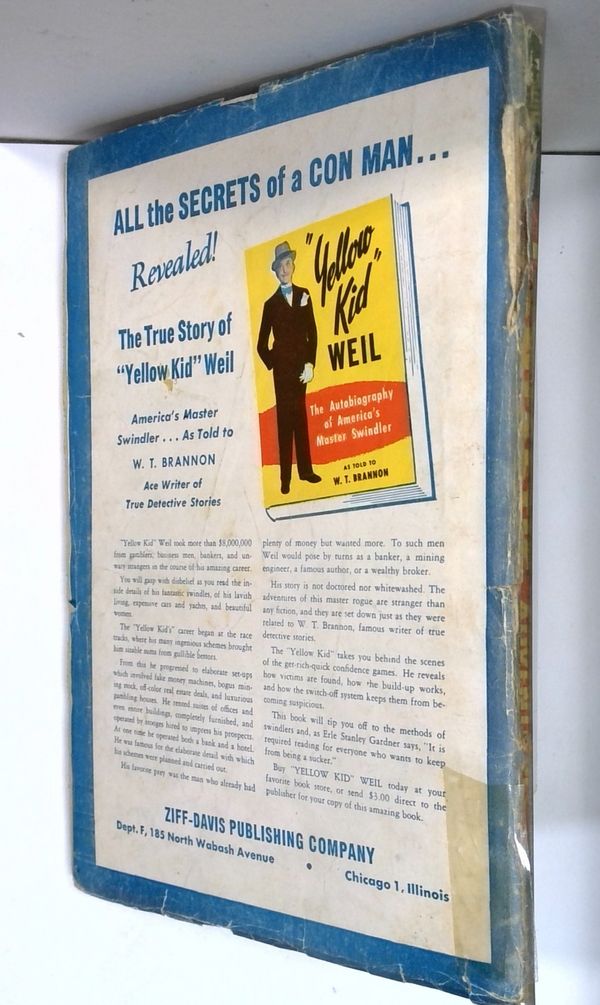 ALL the SECRETS of a CON MAN...
Revealed!
The True Story of
"Yellow Kid" Weil
America's Master
Swindler . . . As Told to
W. T. BRANNON
Ace Writer of
True Detective Stories
"Yellow
Kid"
WEIL
The Autobiography
of America's
Master Swindler
AS TOLD TO
W. T. BRANNON
"Yellow Kid" Weil took more than $8,000,000
from gamblers, business men, bankers, and un-
wary strangers in the course of his amazing career.
You will gasp with disbelief as you read the in-
side details of his fantastic swindles, of his lavish
living, expensive cars and yachts, and beautiful
women.
The "Yellow Kid's" career began at the race
tracks, where his many ingenious schemes brought
him sizable sums from gullible bettors.
From this he progressed to elaborate set-ups
which involved fake money machines, bogus min-
ing stock, off-color real estate deals, and luxurious
gambling houses. He rented suites of offices and
even entire buildings, completely furnished, and
operated by stooges hired to impress his prospects.
At one time he operated both a bank and a hotel.
He was famous for the elaborate detail with which
his schemes were planned and carried out.
His favorite prey was the man who already had
plenty of money but wanted more. To such men
Weil would pose by turns as a banker, a mining
engineer, a famous author, or a wealthy broker.
His story is not doctored nor whitewashed. The
adventures of this master rogue are stranger than
any fiction, and they are set down just as they were
related to W. T. Brannon, famous writer of true
detective stories.
The "Yellow Kid" takes you behind the scenes
of the get-rich-quick confidence games. He reveals
how victims are found, how the build-up works,
and how the switch-off system keeps them from be-
coming suspicious.
This book will tip you off to the methods of
swindlers and, as Erle Stanley Gardner says, "It is
required reading for everyone who wants to keep
from being a sucker."
Buy "YELLOW KID" WEIL today at your
favorite book store, or send $3.00 direct to the
publisher for your copy of this amazing book.
ZIFF-DAVIS PUBLISHING COMPANY
Dept. F, 185 North Wabash Avenue • Chicago 1, Illinois